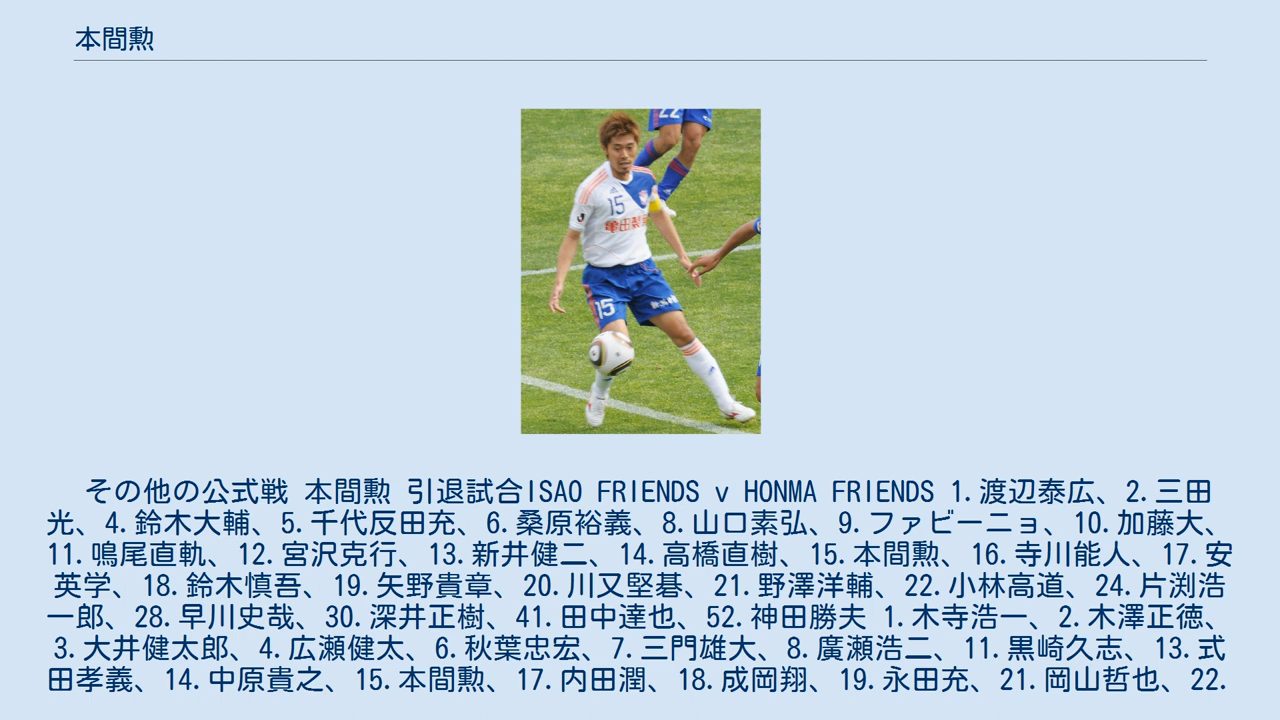 本間勲
22
15
亀田製
15
その他の公式戦 本間勲 引退試合ISAO FRIENDS v HONMA FRIENDS 1.渡辺泰広、2.三田
光、4.鈴木大輔、5.千代反田充、6.桑原裕義、8.山口素弘、9.ファビーニョ、10.加藤大、
11.鳴尾直軌、12.宮沢克行、13.新井健二、14.高橋直樹、15.本間勲、16.寺川能人、17.安
英学、18.鈴木慎吾、19.矢野貴章、20.川又堅碁、21.野澤洋輔、22.小林高道、24.片渕浩
一郎、28.早川史哉、30.深井正樹、41.田中達也、52.神田勝夫 1.木寺浩一、2.木澤正徳、
3.大井健太郎、4.広瀬健太、6.秋葉忠宏、7.三門雄大、8.廣瀬浩二、11.黒崎久志、13.式
田孝義、14.中原貴之、15.本間勲、17.内田潤、18.成岡翔、19.永田充、21.岡山哲也、22.